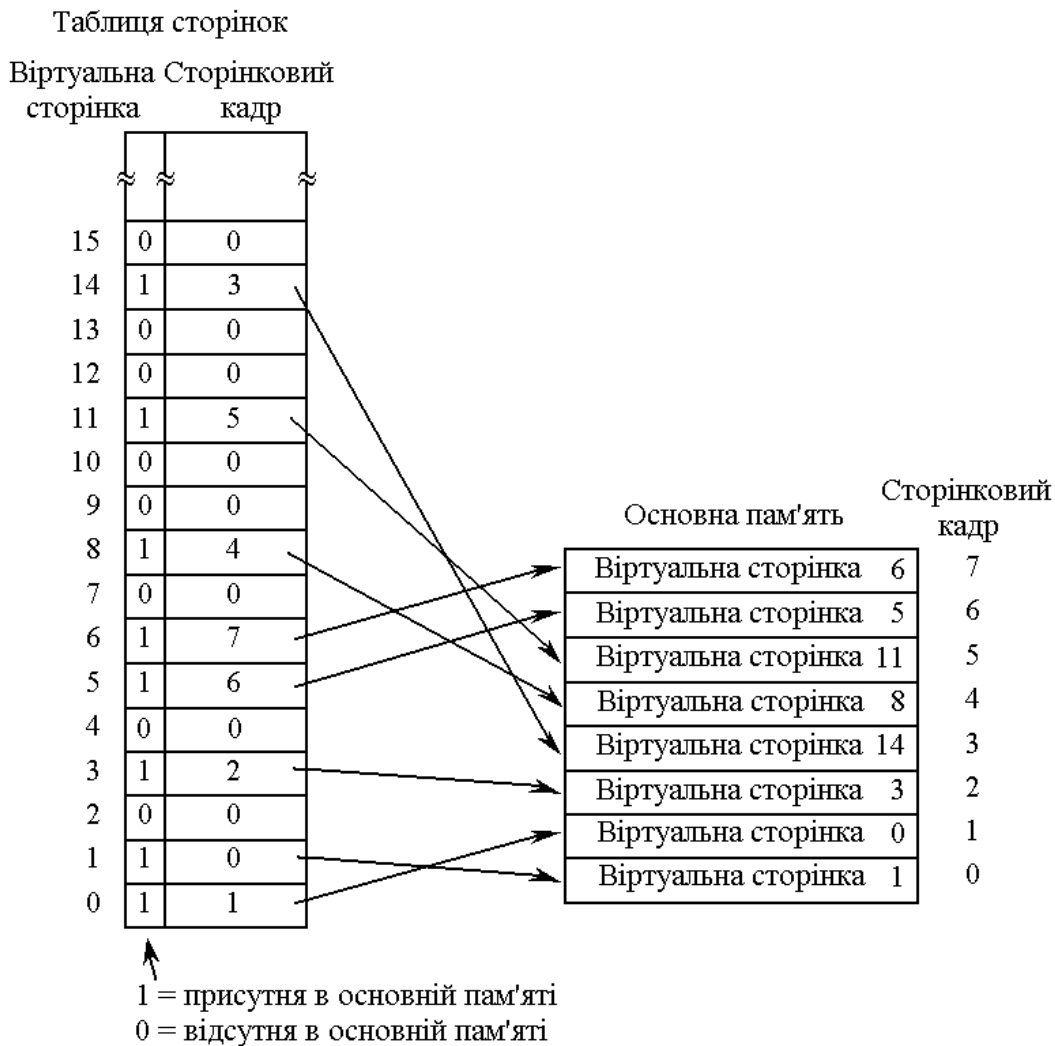 Таблиця сторінок
Віртуальна Сторінковий
сторінка кадр
15 0 0
14 1 3
13 0 0
12 0 0
11 1 5
10 0 0
9 0 0
8 1 4
7 0 0
6 1 7
5 1 6
4 0 0
3 1 2
2 0 0
1 1 0
0 1 1
1 = присутня в основній пам'яті
0 = відсутня в основній пам'яті
Основна пам'ять
Сторінковий
кадр
Віртуальна сторінка 6 7
Віртуальна сторінка 5 6
Віртуальна сторінка 11 5
Віртуальна сторінка 8 4
Віртуальна сторінка 14 3
Віртуальна сторінка 3 2
Віртуальна сторінка 0 1
Віртуальна сторінка 1 0